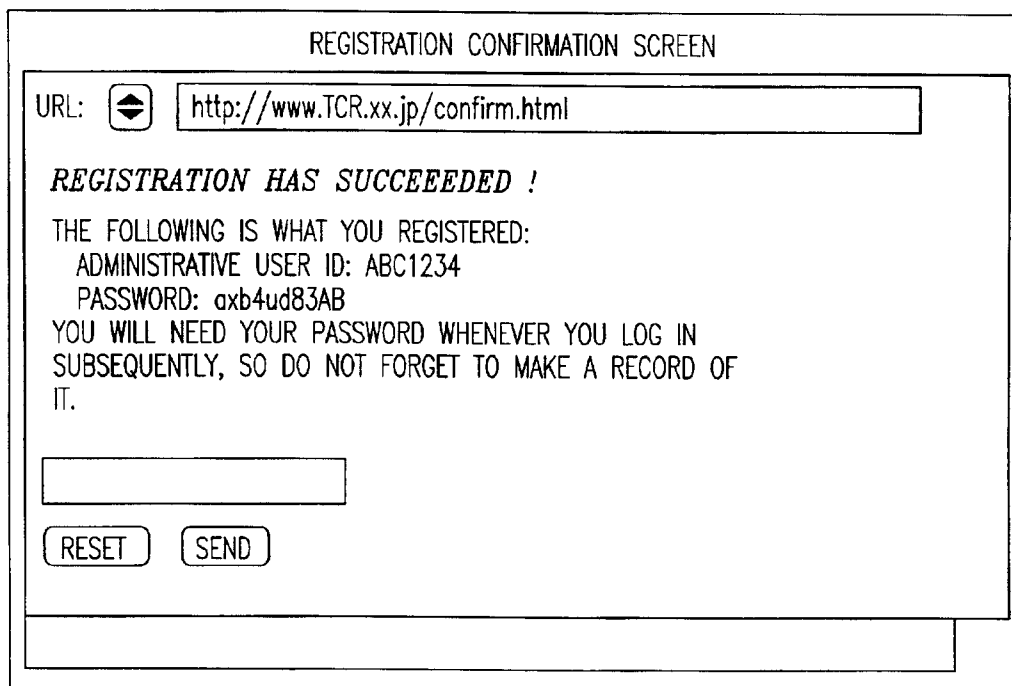 REGISTRATION CONFIRMATION SCREEN
URL: http://www.TCR.xx.jp/confirm.html
REGISTRATION HAS SUCCEEEDED !
THE FOLLOWING IS WHAT YOU REGISTERED:
ADMINISTRATIVE USER ID: ABC1234
PASSWORD: axb4ud83AB
YOU WILL NEED YOUR PASSWORD WHENEVER YOU LOG IN
SUBSEQUENTLY, SO DO NOT FORGET TO MAKE A RECORD OF
IT.
RESET SEND